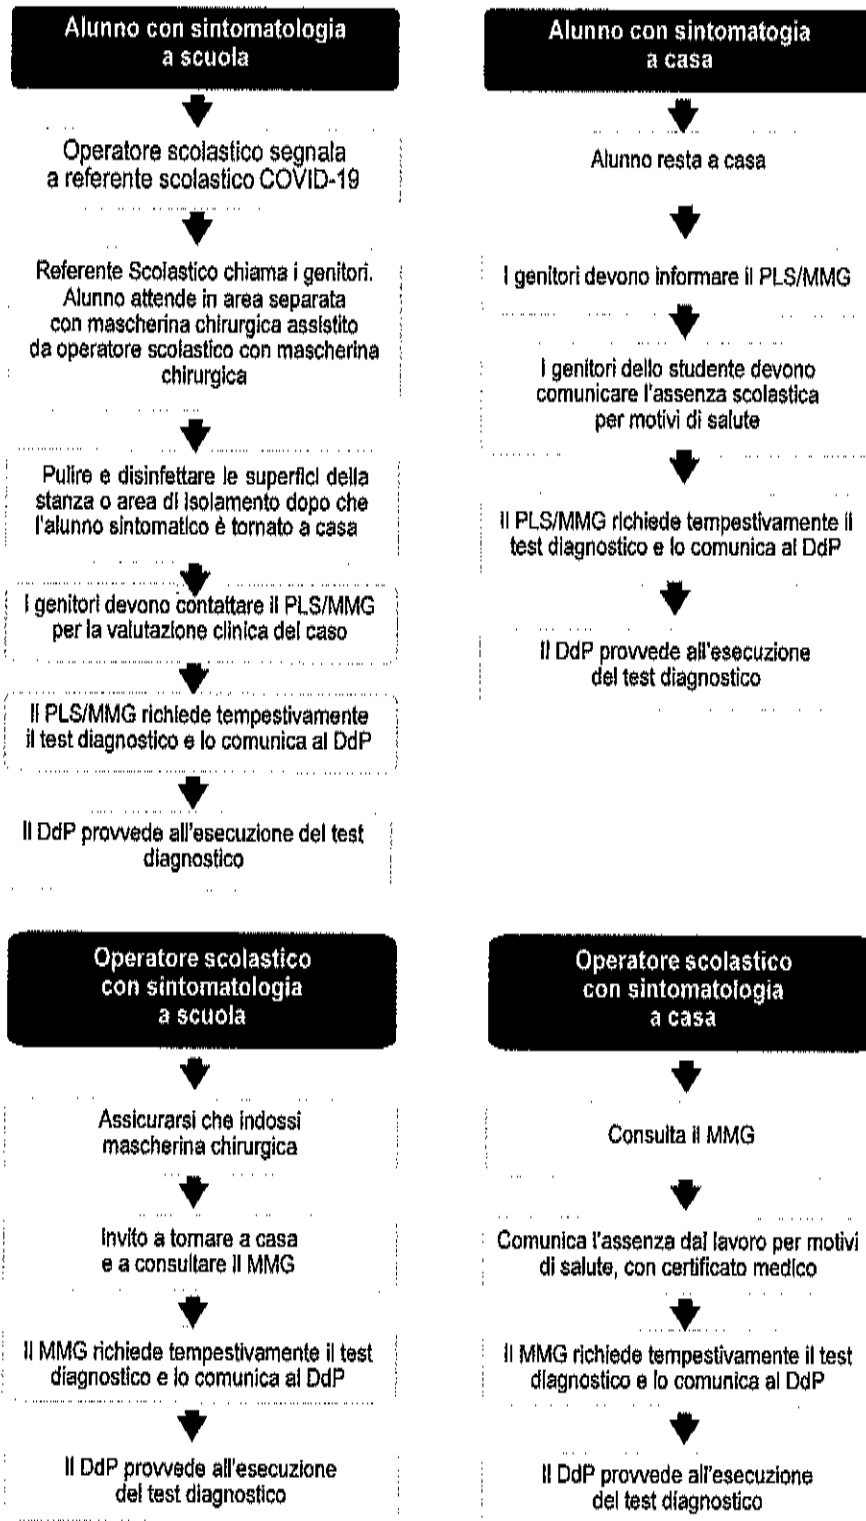 Alunno con sintomatologia
a scuola
Operatore scolastico segnala
a referente scolastico COVID-19
Referente Scolastico chiama i genitori.
Alunno attende in area separata
con mascherina chirurgica assistito
da operatore scolastico con mascherina
chirurgica
Pulire e disinfettare le superfici della
stanza o area di isolamento dopo che
l'alunno sintomatico è tornato a casa
I genitori devono contattare il PLS/MMG
per la valutazione clinica del caso
Il PLS/MMG richiede tempestivamente
il test diagnostico e lo comunica al DdP
Il DdP provvede all'esecuzione del test
diagnostico
Alunno con sintomatogia
a casa
Alunno resta a casa
I genitori devono informare il PLS/MMG
I genitori dello studente devono
comunicare l'assenza scolastica
per motivi di salute
Il PLS/MMG richiede tempestivamente il
test diagnostico e lo comunica al DdP
Il DdP provvede all'esecuzione
del test diagnostico
Operatore scolastico
con sintomatologia
a scuola
Assicurarsi che indossi
mascherina chirurgica
Invito a tornare a casa
e a consultare il MMG
Il MMG richiede tempestivamente il test
diagnostico e lo comunica al DdP
Il DdP provvede all'esecuzione
del test diagnostico
Operatore scolastico
con sintomatologia
a casa
Consulta il MMG
Comunica l'assenza dal lavoro per motivi
di salute, con certificato medico
Il MMG richiede tempestivamente il test
diagnostico e lo comunica al DdP
Il DdP provvede all'esecuzione
del test diagnostico